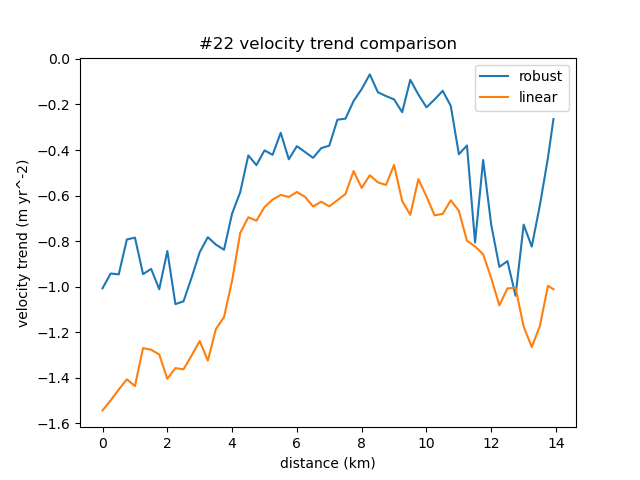 #22 velocity trend comparison
robust
linear
0.0
−0.2
−0.4
−0.6
−0.8
−1.0
−1.2
−1.4
−1.6
velocity trend (m yr^-2)
0 2 4 6 8 10 12 14
distance (km)